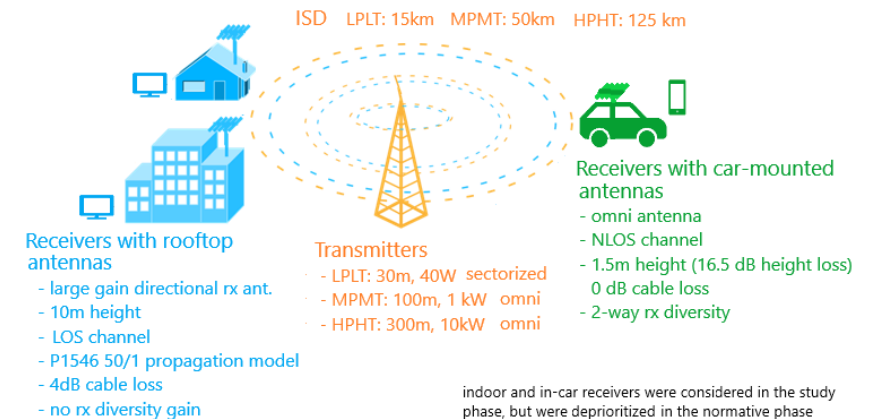 ISD LPLT: 15km MPMT: 50km HPHT: 125 km
Receivers with rooftop
antennas
- large gain directional rx ant.
- 10m height
- LOS channel
- P1546 50/1 propagation model
- 4dB cable loss
- no rx diversity gain
Transmitters
- LPLT: 30m, 40W sectorized
- MPMT: 100m, 1 kW omni
- HPHT: 300m, 10kW omni
Receivers with car-mounted
antennas
- omni antenna
- NLOS channel
- 1.5m height (16.5 dB height loss)
0 dB cable loss
- 2-way rx diversity
indoor and in-car receivers were considered in the study
phase, but were deprioritized in the normative phase